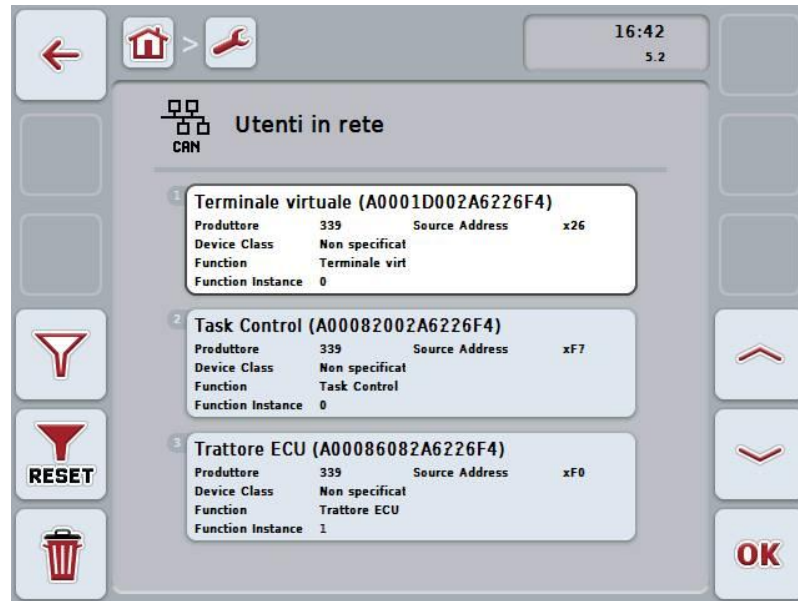 16:42
>
5.2
CAN
Utenti in rete
1
Terminale virtuale (A0001D002A6226F4)
Produttore 339 Source Address x26
Device Class Non specificat
Function Terminale virt
Function Instance 0
2
Task Control (A00082002A6226F4)
Produttore 339 Source Address xF7
Device Class Non specificat
Function Task Control
Function Instance 0
3
Trattore ECU (A00086082A6226F4)
Produttore 339 Source Address xF0
Device Class Non specificat
Function Trattore ECU
Function Instance 1
RESET
OK